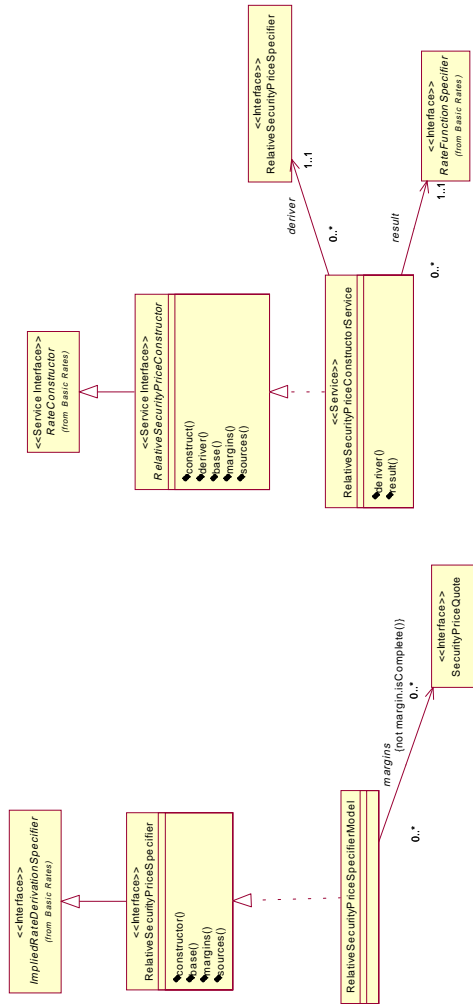 <<Interface>>
ImpliedRateDerivationSpecifier
(from Basic Rates)
<<Interface>>
RelativeSecurityPriceSpecifier
constructor()
base()
margins()
sources()
RelativeSecurityPriceSpecifierModel
margins
{not margin.isComplete()}
0..*
0..*
<<Interface>>
SecurityPriceQuote
<<Service Interface>>
RateConstructor
(from Basic Rates)
<<Service Interface>>
RelativeSecurityPriceConstructor
construct()
deriver()
base()
margins()
sources()
<<Service>>
RelativeSecurityPriceConstructorService
deriver()
result()
deriver
0..*
1..1
<<Interface>>
RelativeSecurityPriceSpecifier
result
0..*
1..1
<<Interface>>
RateFunctionSpecifier
(from Basic Rates)